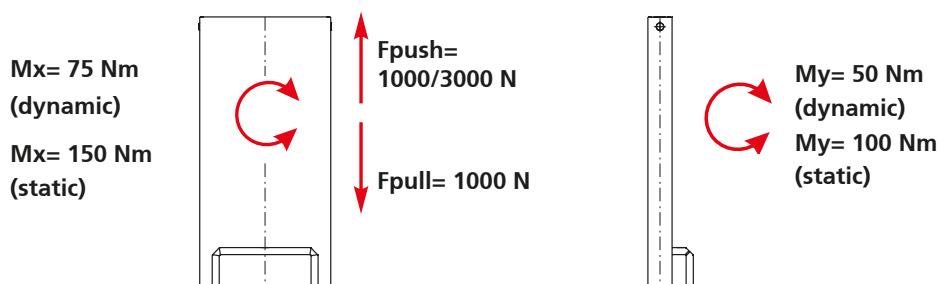 Mx= 75 Nm
(dynamic)
Mx= 150 Nm
(static)
Fpush=
1000/3000 N
Fpull= 1000 N
My= 50 Nm
(dynamic)
My= 100 Nm
(static)